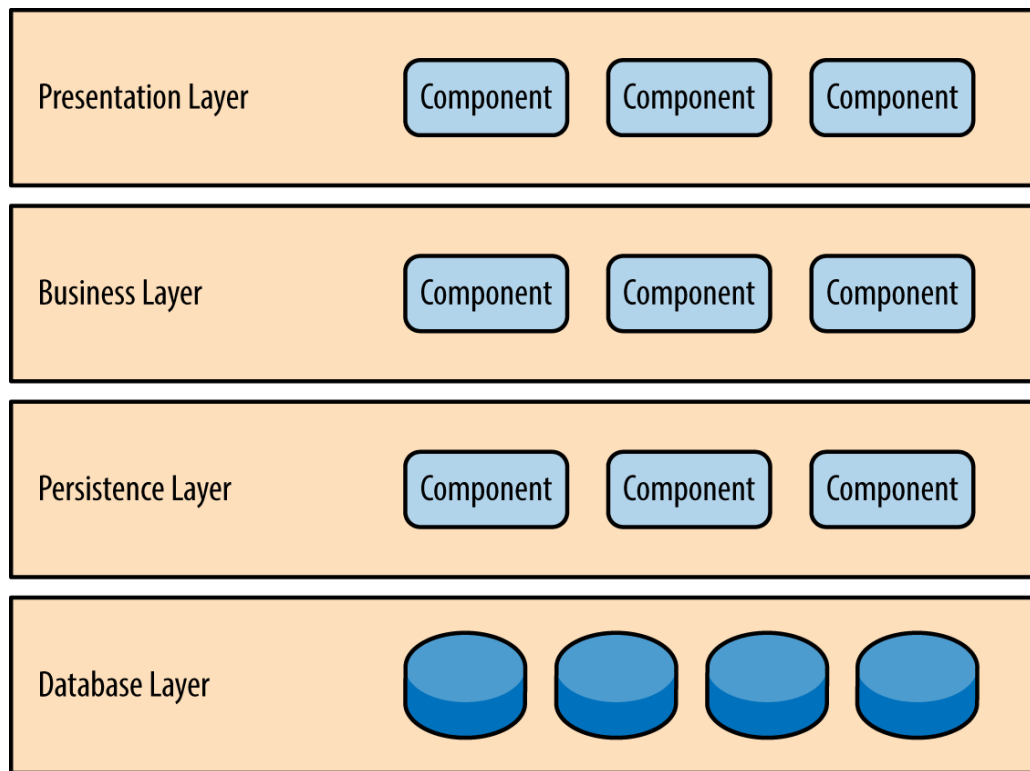 Presentation Layer Component Component Component
Business Layer Component Component Component
Persistence Layer Component Component Component
Database Layer